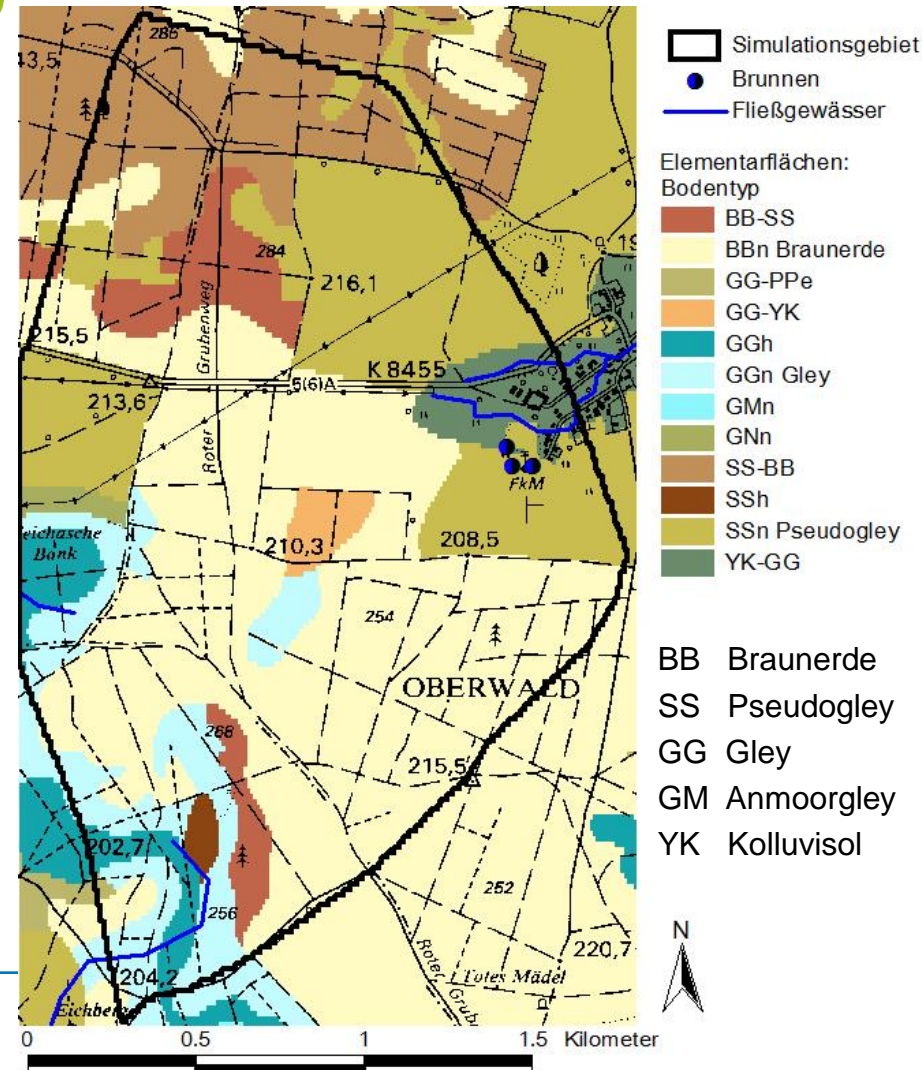 286
43,5
284
216,1
Grubenweg
215,5
K 8455
5(6)A
213,6
Roter
FkM
Bank
210,3
208,5
254
OBERWALD
268
215,5
202,7
252
256
220,7
Roter
Totes Mädel
204,2
0 0.5 1 1.5 Kilometer
Simulationsgebiet
Brunnen
Fließgewässer
Elementarflächen:
Bodentyp
BB-SS
BBn Braunerde
GG-PPe
GG-YK
GGh
GGn Gley
GMn
GNn
SS-BB
SSh
SSn Pseudogley
YK-GG
BB Braunerde
SS Pseudogley
GG Gley
GM Anmoorgley
YK Kolluvisol
N